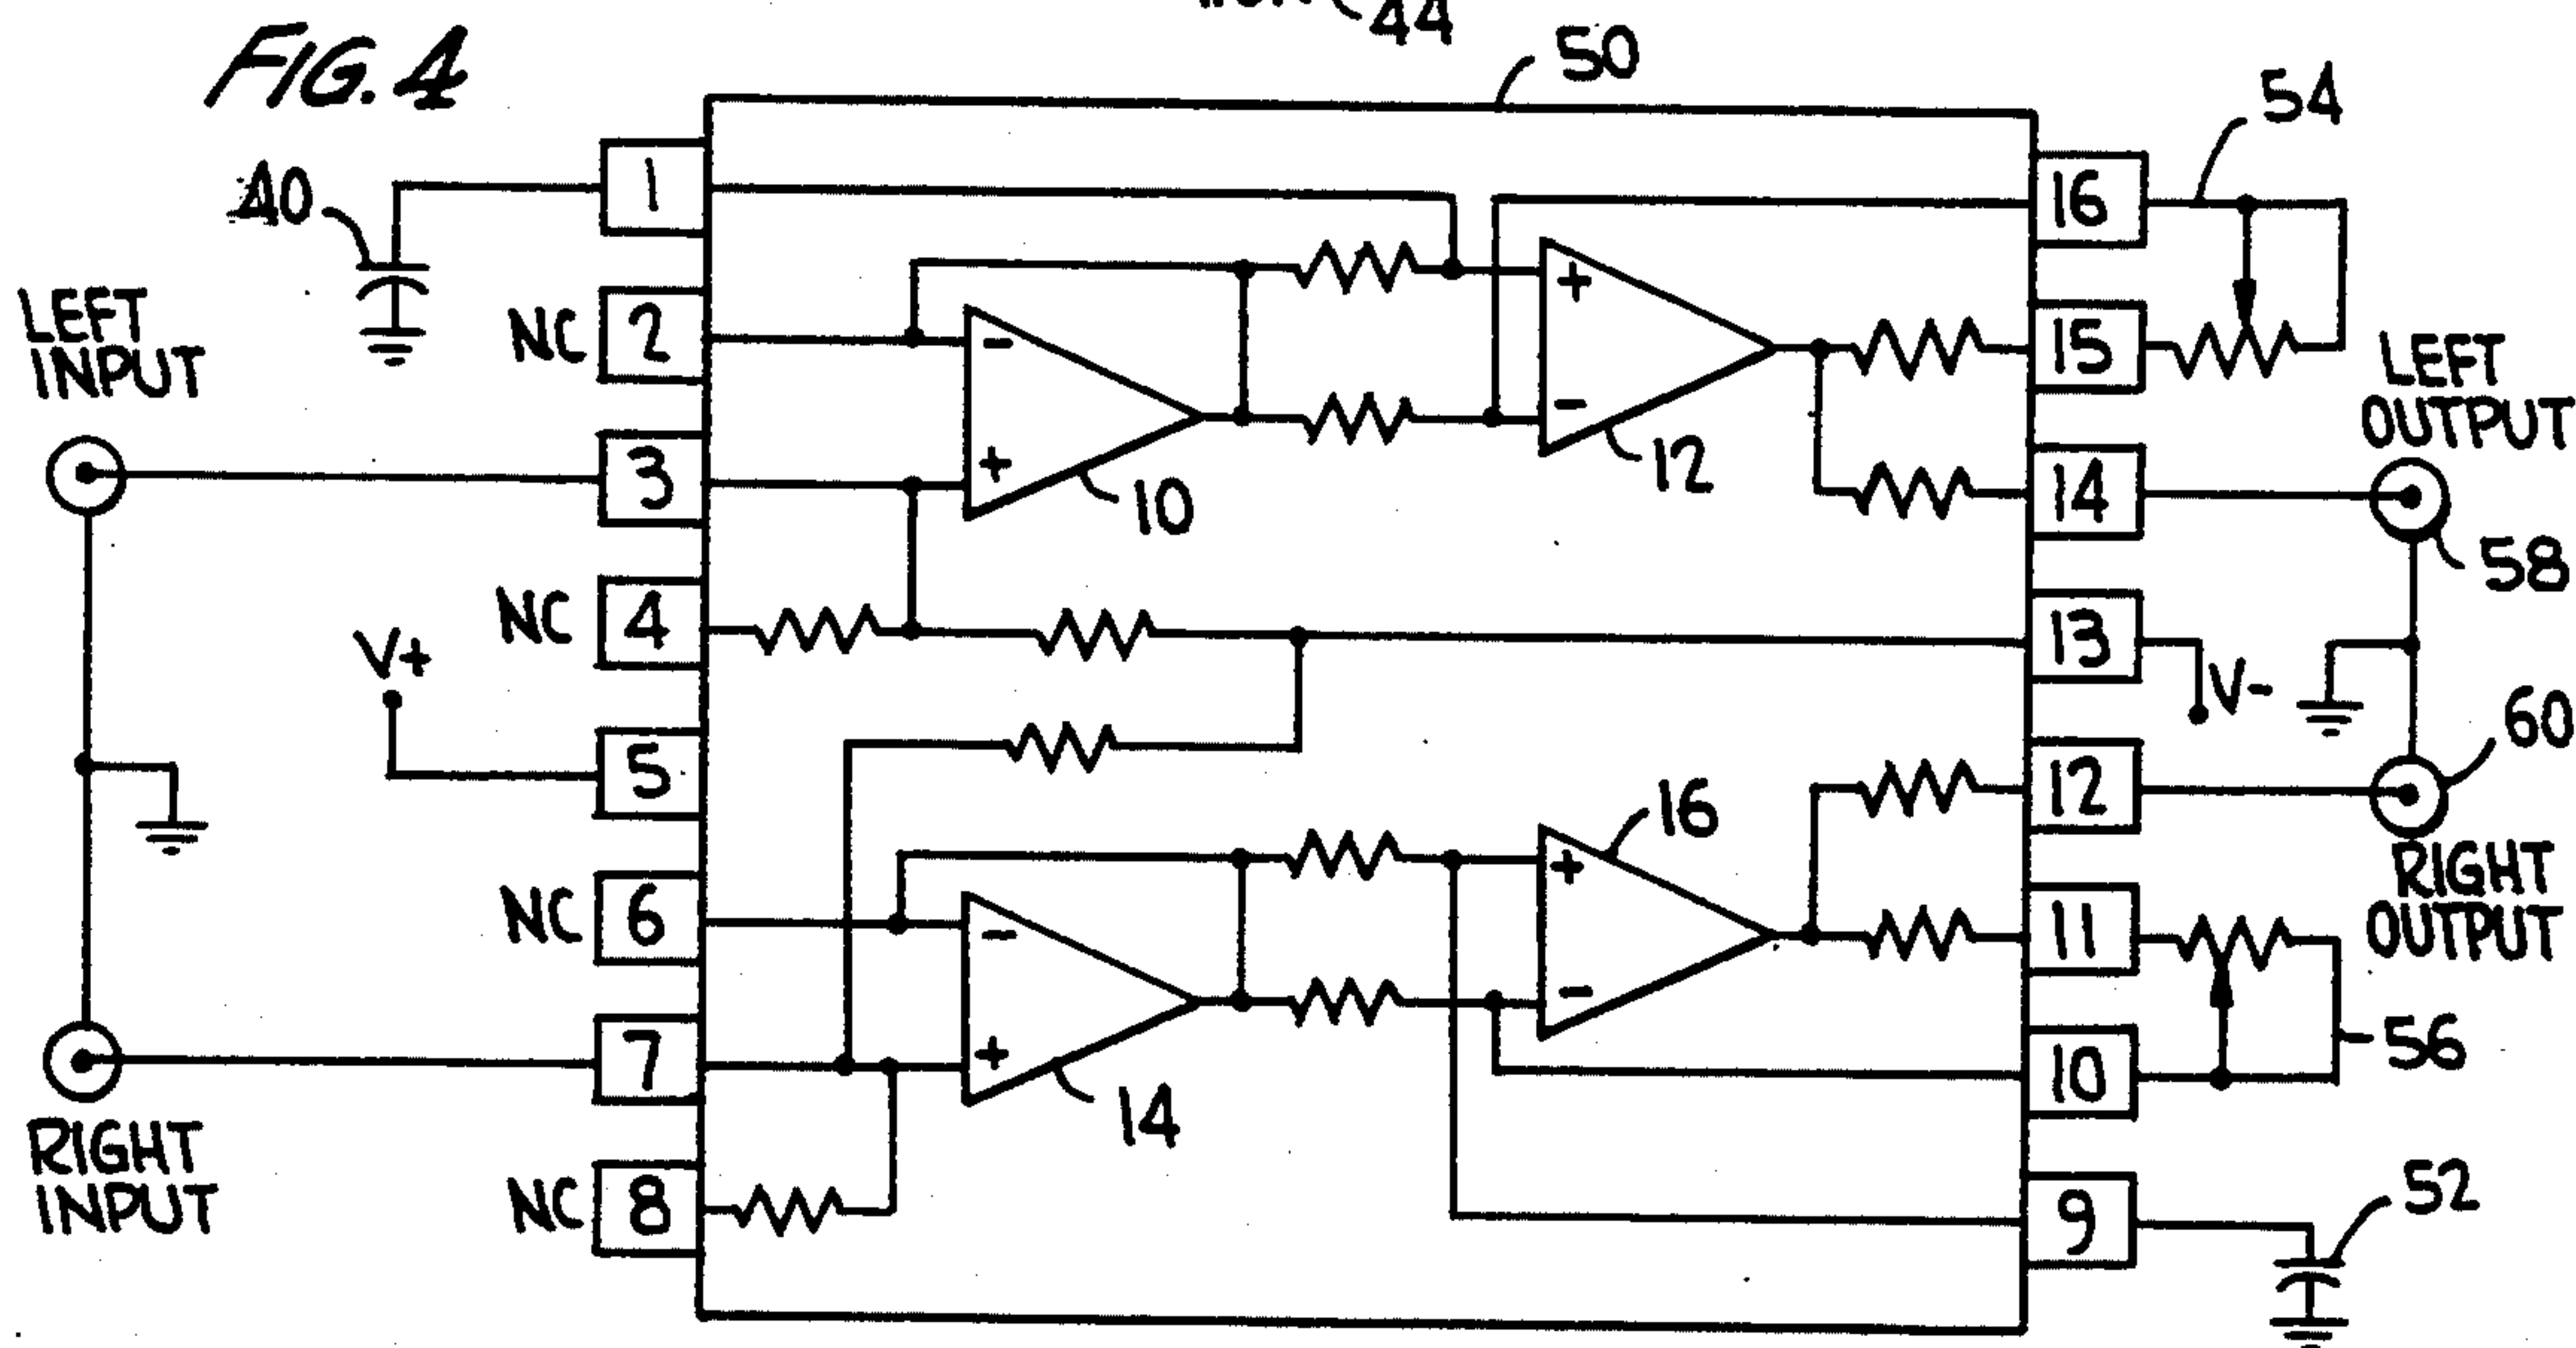 44
FIG. 4
50
54
40
1
16
LEFT
INPUT
NC
2
+
-
15
LEFT
OUTPUT
3
-
+
10
12
14
58
NC
4
13
V+
V-
5
60
12
16
RIGHT
OUTPUT
NC
6
-
+
11
7
+
14
-
10
56
RIGHT
INPUT
NC
8
9
52